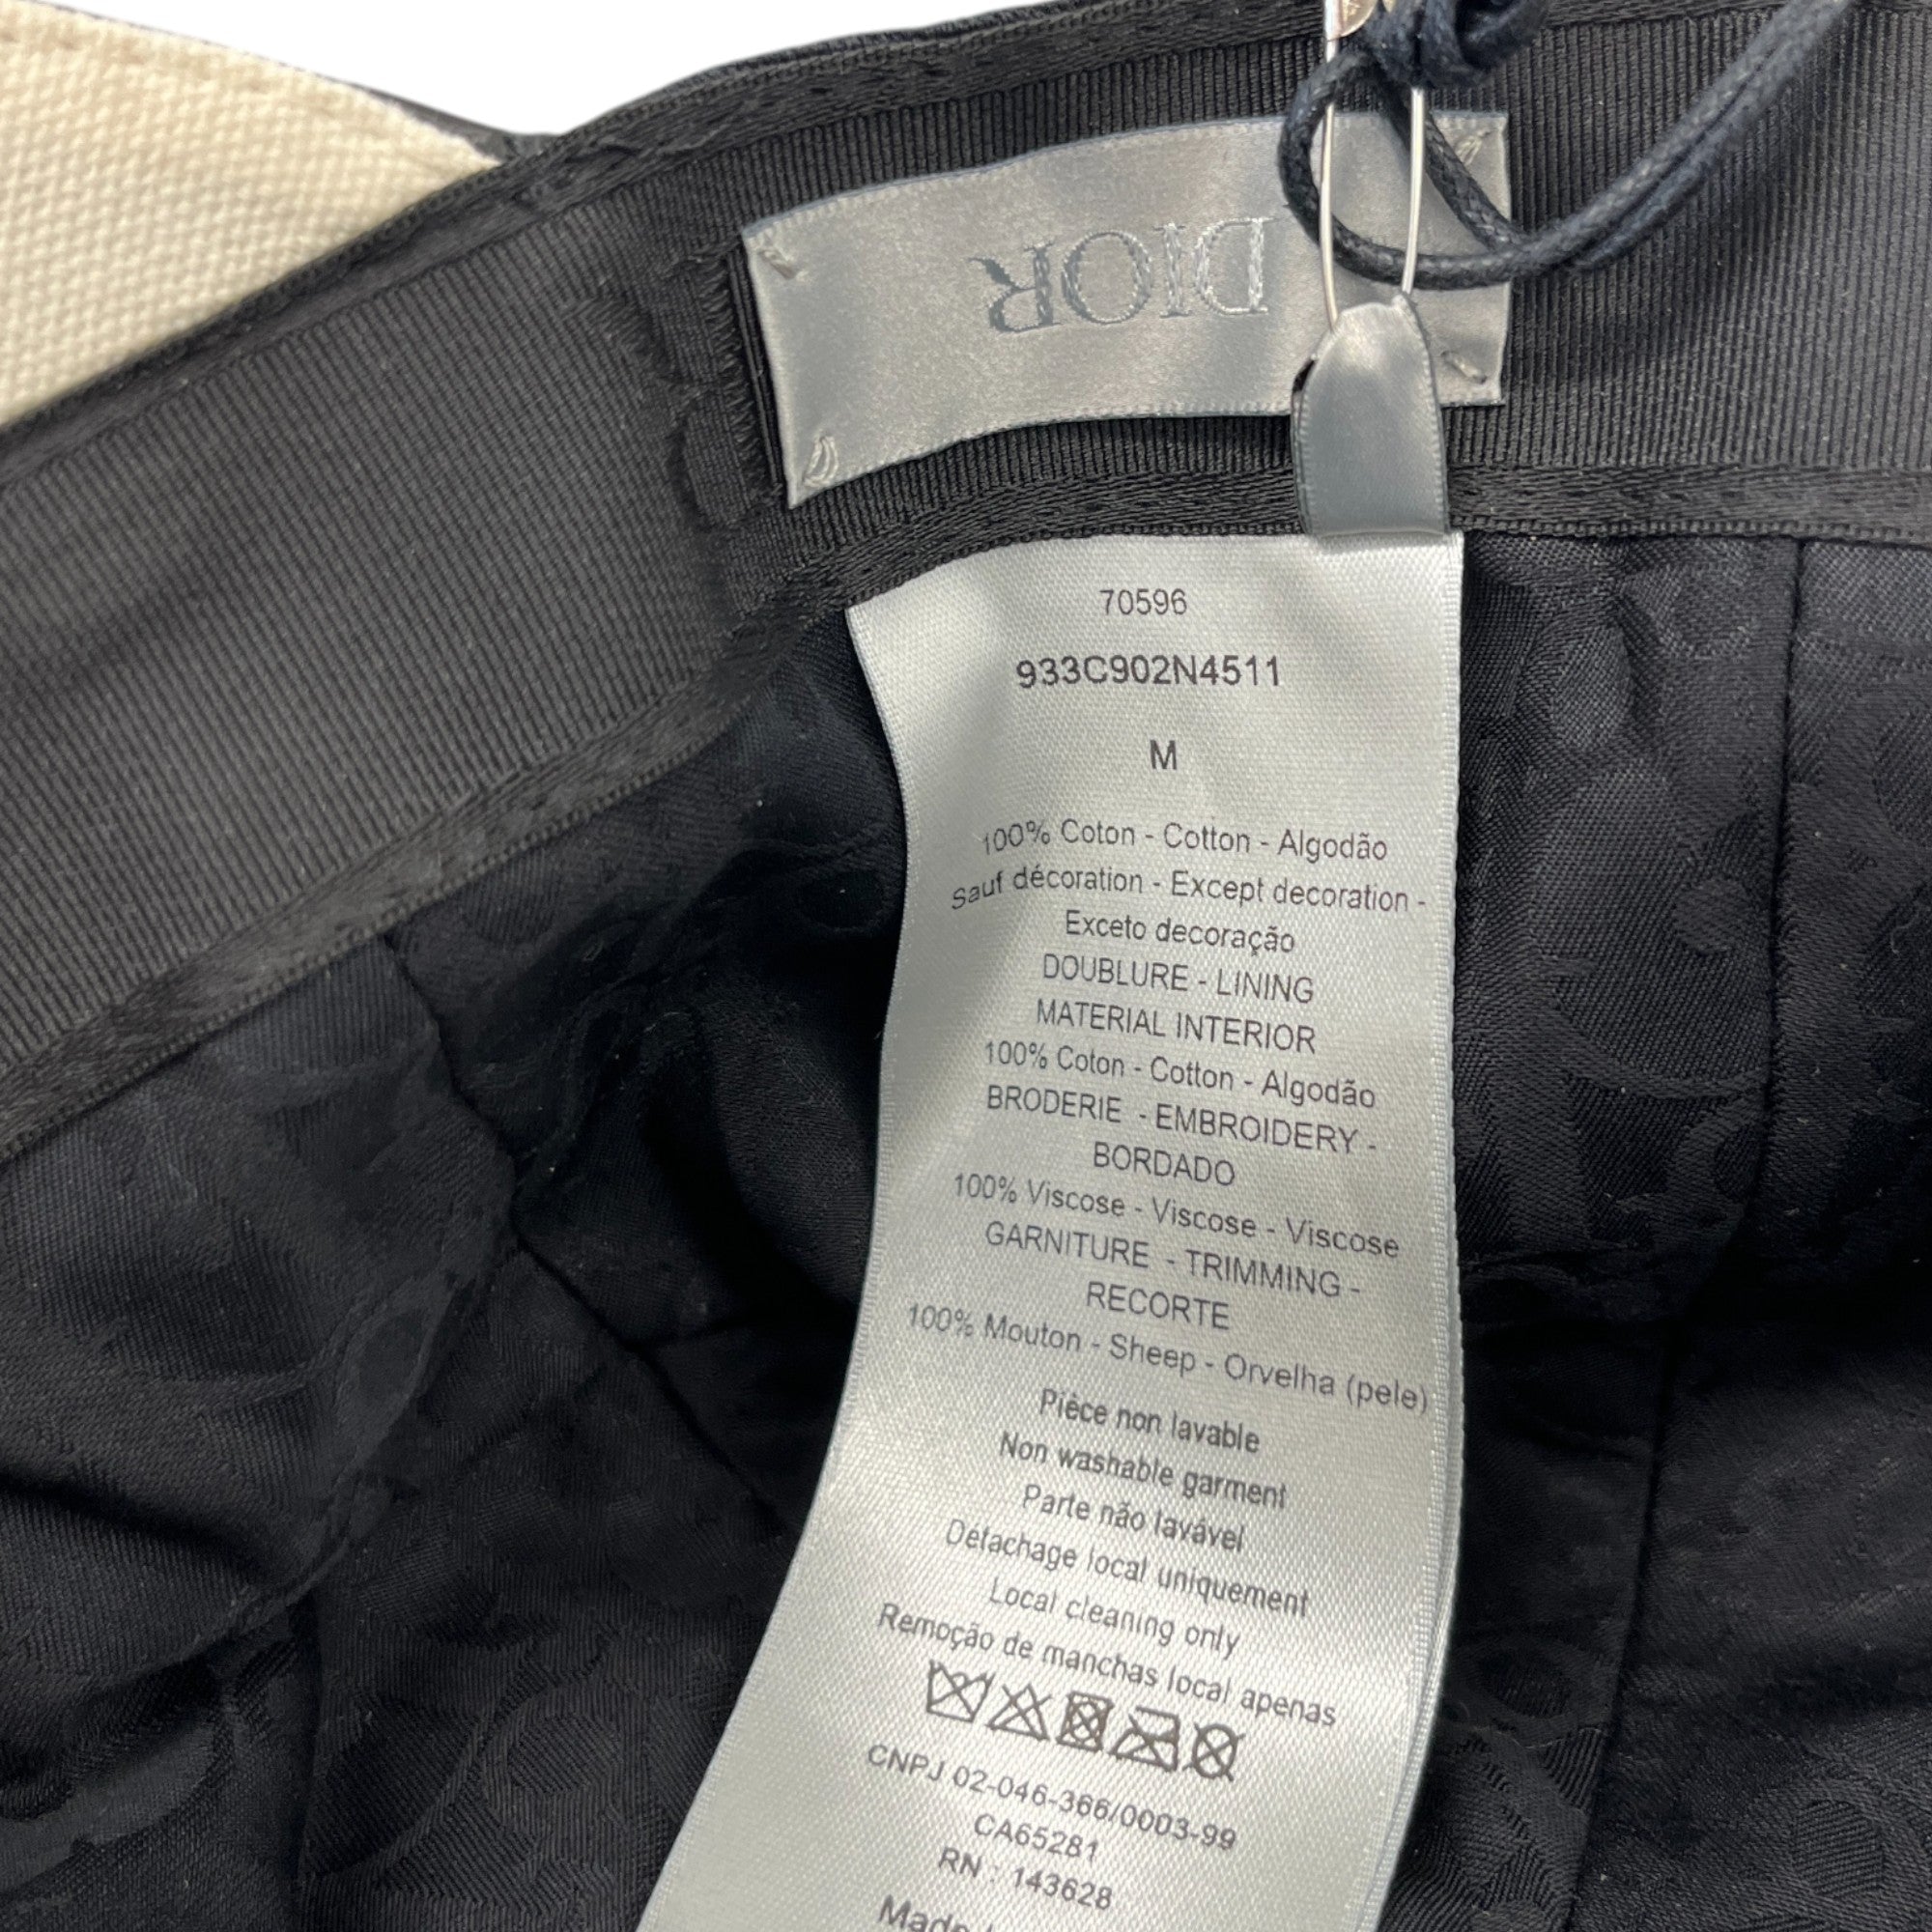 DIOR
70596
933C902N4511
M
100% Coton - Cotton - Algodão
Sauf décoration - Except decoration -
Exceto decoração
DOUBLURE - LINING
MATERIAL INTERIOR
100% Coton - Cotton - Algodão
BRODERIE - EMBROIDERY -
BORDADO
100% Viscose - Viscose - Viscose
GARNITURE - TRIMMING -
RECORTE
100% Mouton - Sheep - Orvelha (pele)
Pièce non lavable
Non washable garment
Parte não lavável
Détachage local uniquement
Local cleaning only
Remoção de manchas local apenas
CNPJ 02-046-366/0003-99
CA65281
RN : 143628
Made